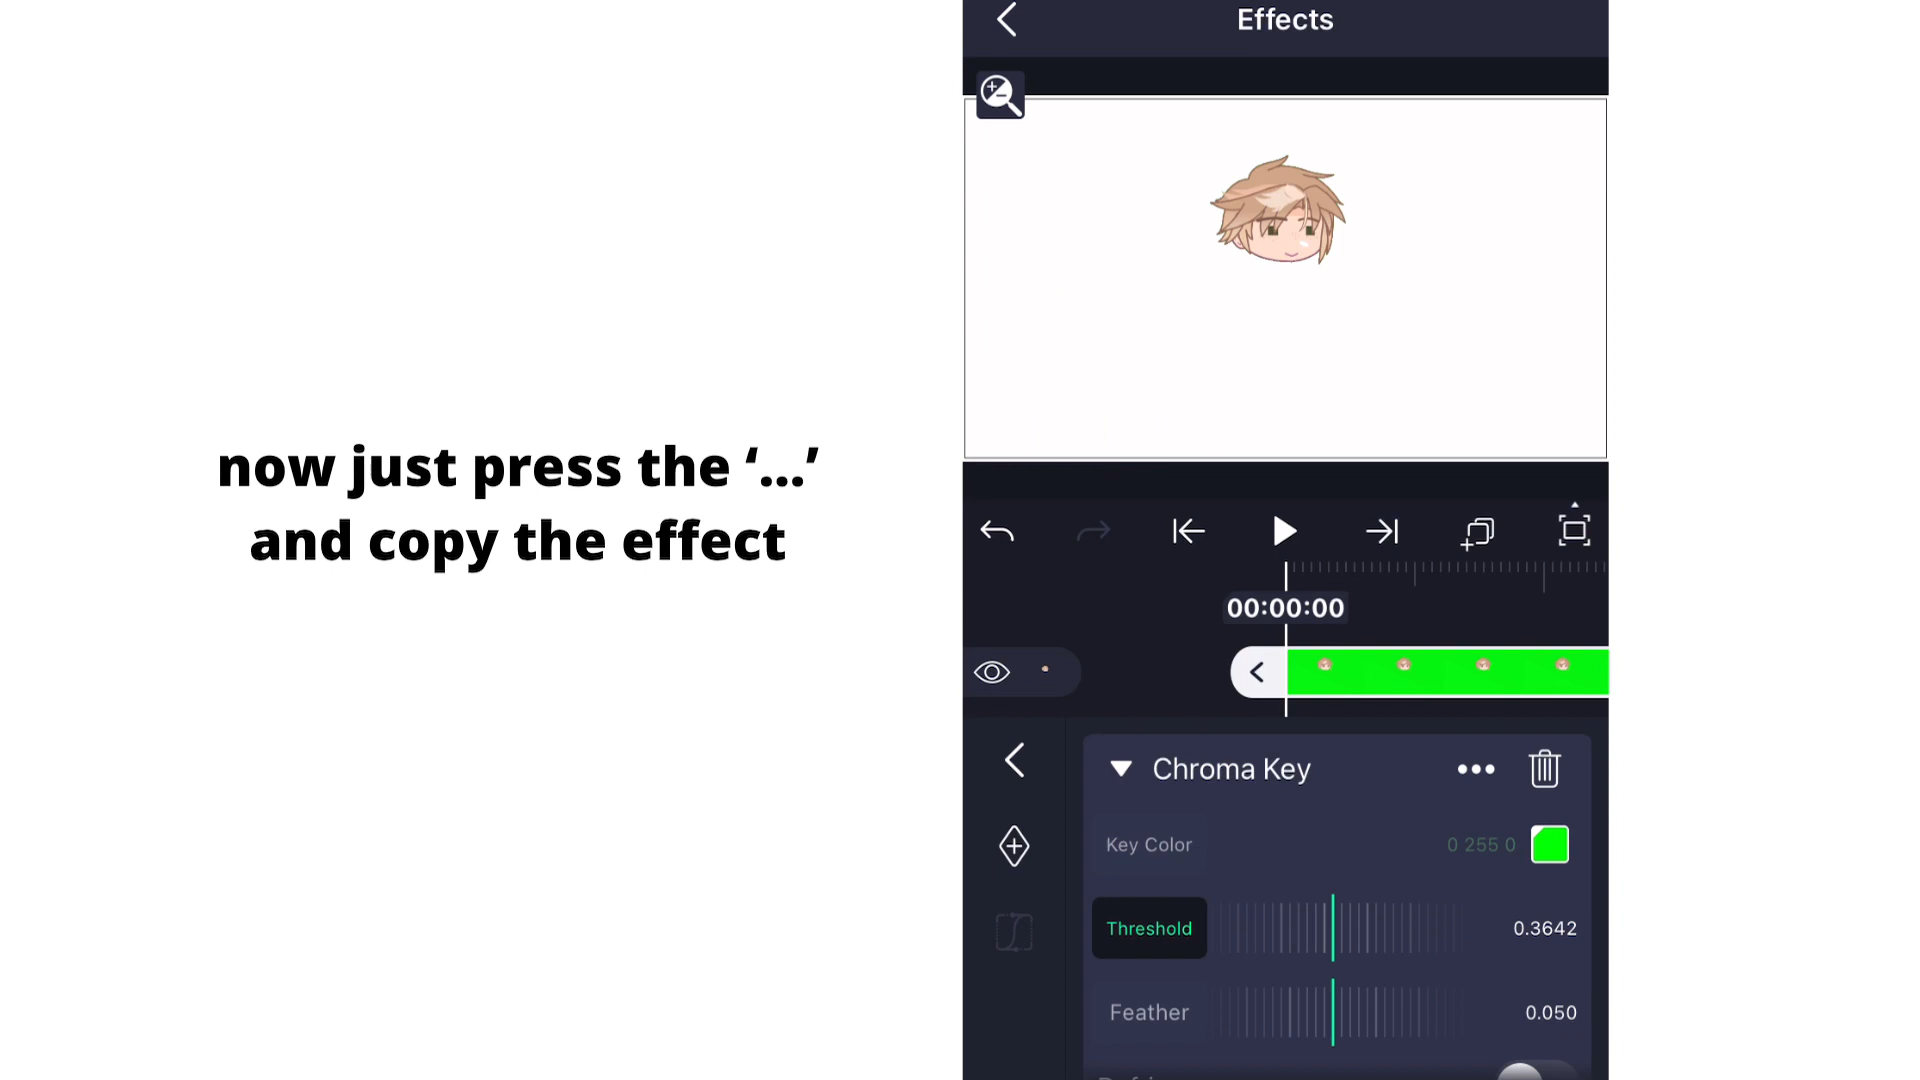 now just press the ‘...’
and copy the effect
Effects
00:00:00
Chroma Key
Key Color 0 255 0
Threshold 0.3642
Feather 0.050